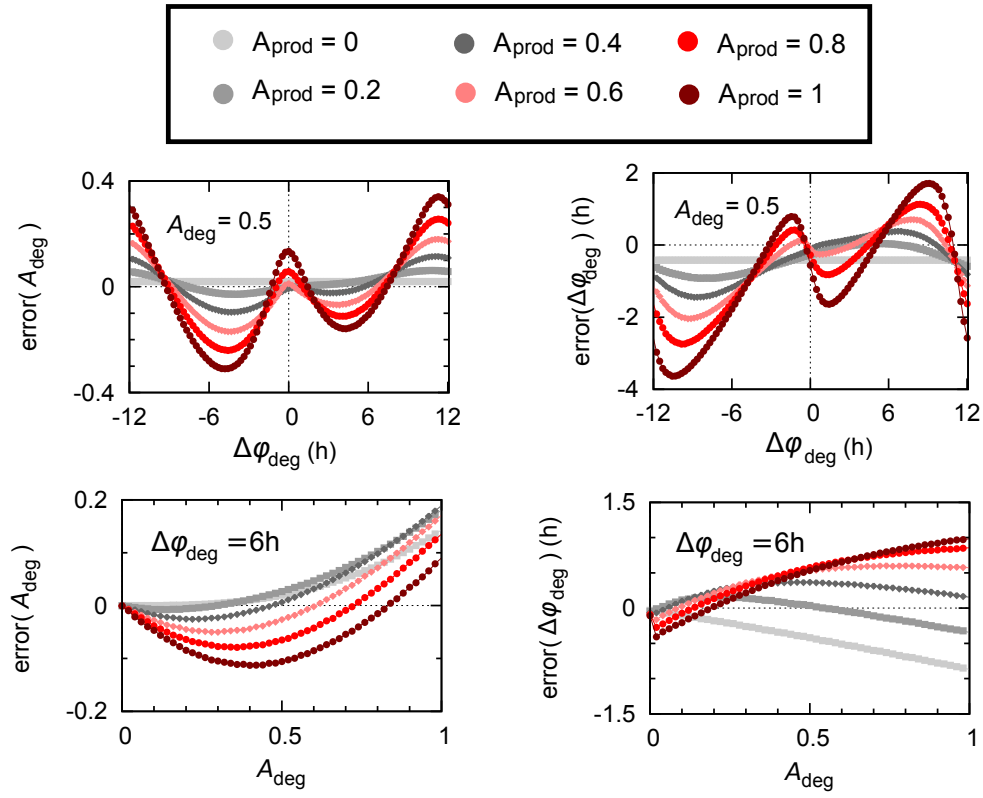 A_prod = 0 A_prod = 0.4 A_prod = 0.8
A_prod = 0.2 A_prod = 0.6 A_prod = 1
error( A_deg )
0.4
0
-0.4
A_deg = 0.5
-12 -6 0 6 12
Δφ_deg (h)
error(Δφ_deg ) (h)
2
0
-2
-4
A_deg = 0.5
-12 -6 0 6 12
Δφ_deg (h)
error( A_deg )
0.2
0
-0.2
Δφ_deg = 6h
0 0.5 1
A_deg
error( Δφ_deg ) (h)
1.5
0
-1.5
Δφ_deg = 6h
0 0.5 1
A_deg